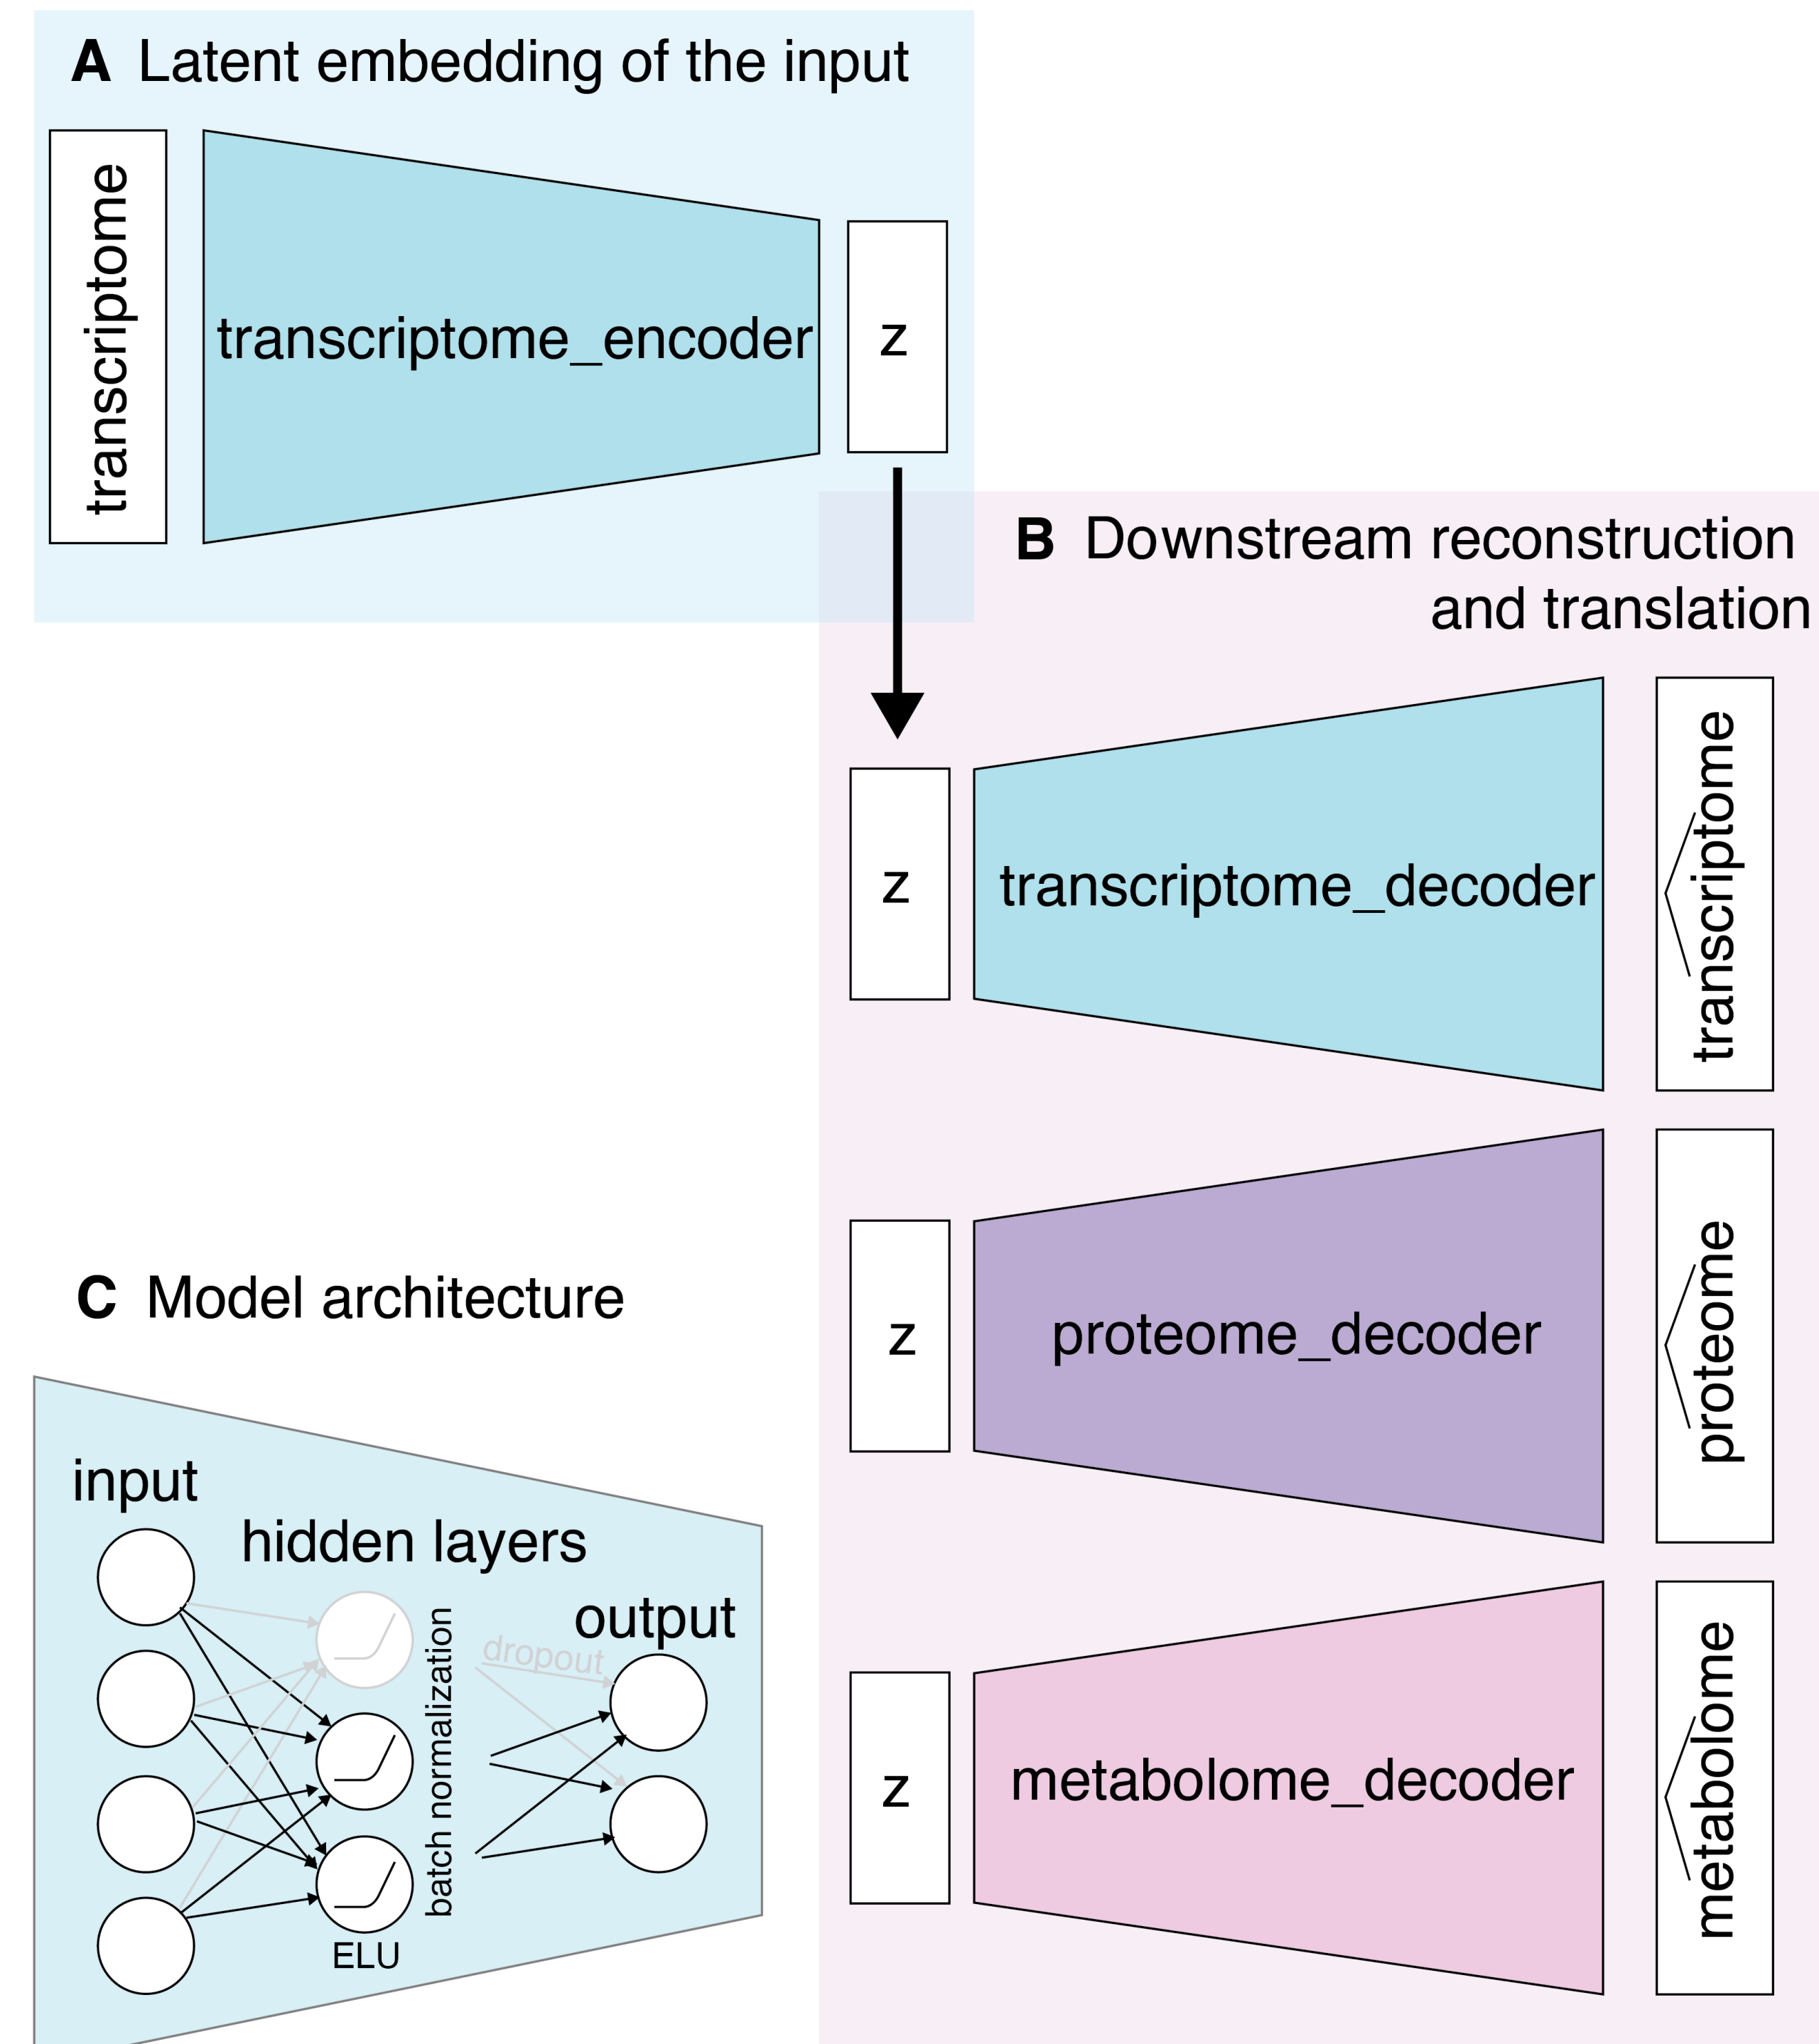 A Latent embedding of the input
transcriptome
transcriptome_encoder
z
B Downstream reconstruction
and translation
z
transcriptome_decoder
transcriptome
z
proteome_decoder
proteome
z
metabolome_decoder
metabolome
C Model architecture
input
hidden layers
output
dropout
batch normalization
ELU